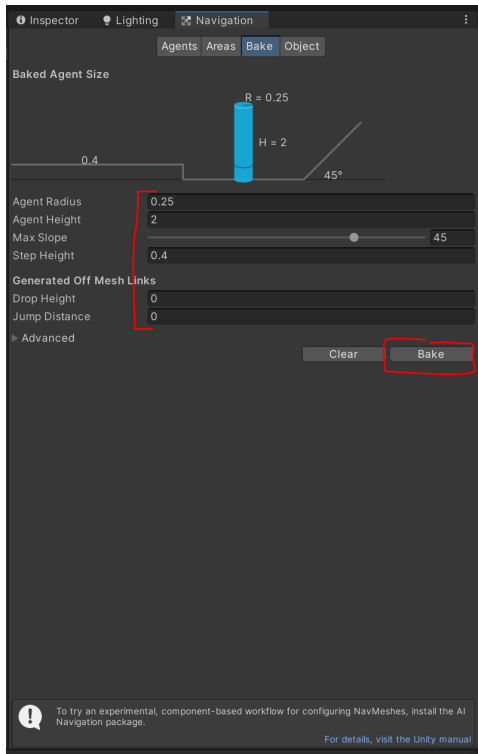 Inspector Lighting Navigation
Agents Areas Bake Object
Baked Agent Size
R = 0.25
H = 2
0.4
45°
Agent Radius 0.25
Agent Height 2
Max Slope 45
Step Height 0.4
Generated Off Mesh Links
Drop Height 0
Jump Distance 0
Advanced
Clear Bake
To try an experimental, component-based workflow for configuring NavMeshes, install the AI
Navigation package.
For details, visit the Unity manual